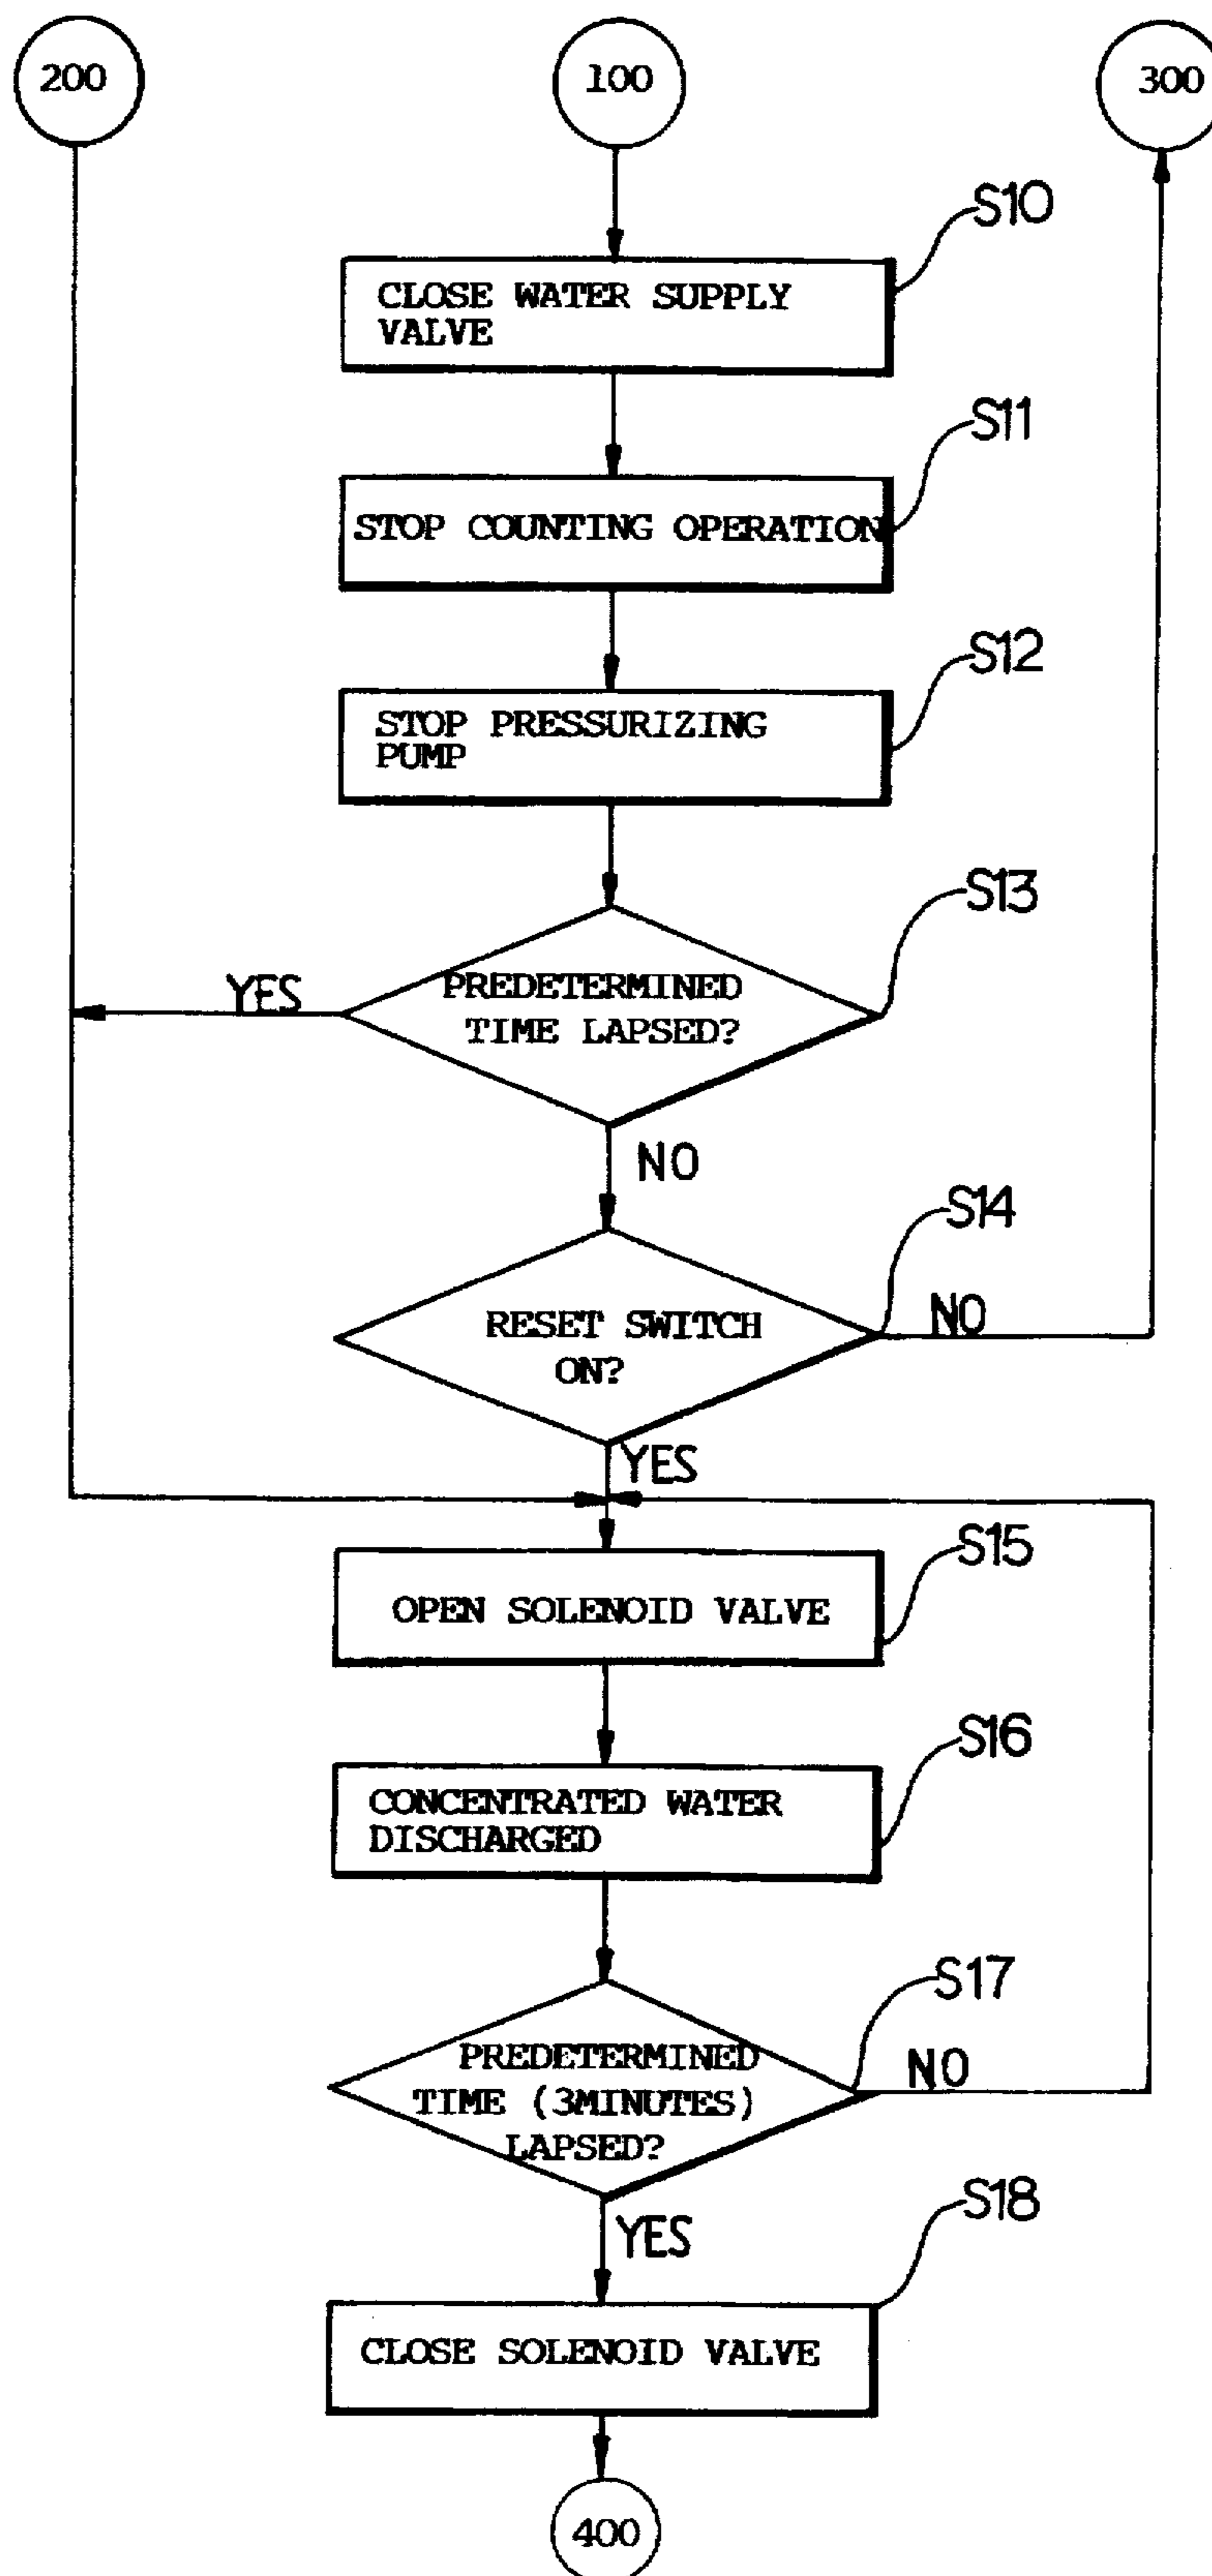 200
100
300
S10
CLOSE WATER SUPPLY
VALVE
S11
STOP COUNTING OPERATION
S12
STOP PRESSURIZING
PUMP
S13
YES
PREDETERMINED
TIME LAPSED?
NO
S14
RESET SWITCH
ON?
NO
YES
S15
OPEN SOLENOID VALVE
S16
CONCENTRATED WATER
DISCHARGED
S17
PREDETERMINED
TIME (3MINUTES)
LAPSED?
NO
YES
S18
CLOSE SOLENOID VALVE
400